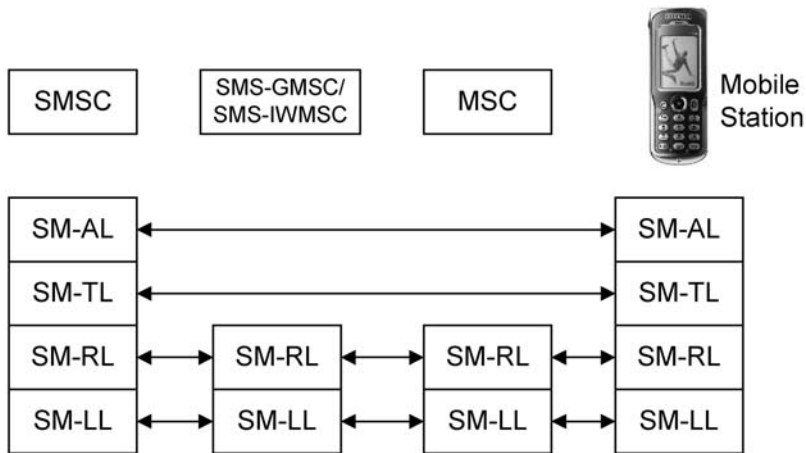 SMSC
SMS-GMSC/
SMS-IWMSC
MSC
Mobile
Station
SM-AL
SM-AL
SM-TL
SM-TL
SM-RL
SM-RL
SM-RL
SM-RL
SM-LL
SM-LL
SM-LL
SM-LL